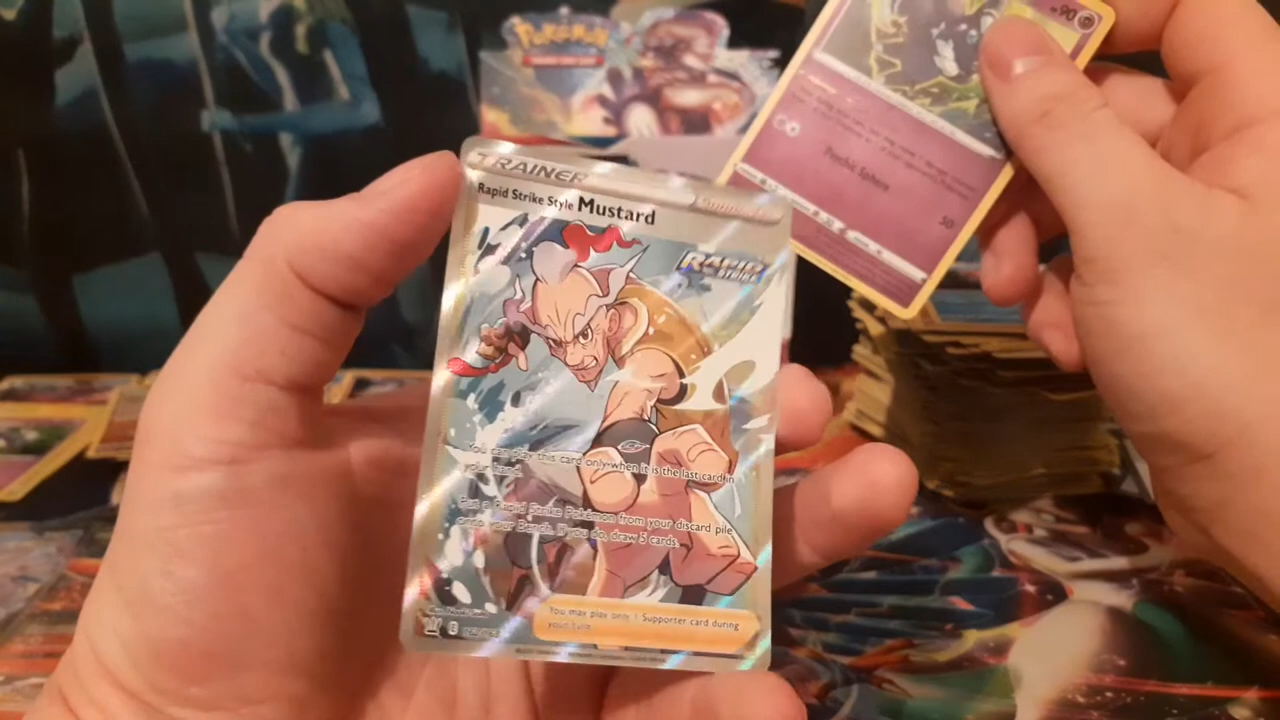 Pokémon
90
Psychic Sphere
50
TRAINER
Supporter
Rapid Strike Style Mustard
RAPID
STRIKE
You can play this card only when it is the last card in
your hand.
Put a Rapid Strike Pokémon from your discard pile
onto your Bench. If you do, draw 5 cards.
You may play only 1 Supporter card during
your turn.
E